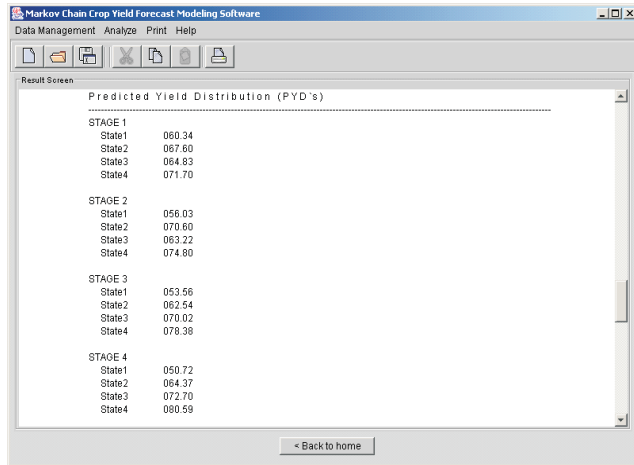 Markov Chain Crop Yield Forecast Modeling Software
Data Management Analyze Print Help
Result Screen
Predicted Yield Distribution (PYD`s)
STAGE 1
State1 060.34
State2 067.60
State3 064.83
State4 071.70
STAGE 2
State1 056.03
State2 070.60
State3 063.22
State4 074.80
STAGE 3
State1 053.56
State2 062.54
State3 070.02
State4 078.38
STAGE 4
State1 050.72
State2 064.37
State3 072.70
State4 080.59
< Back to home